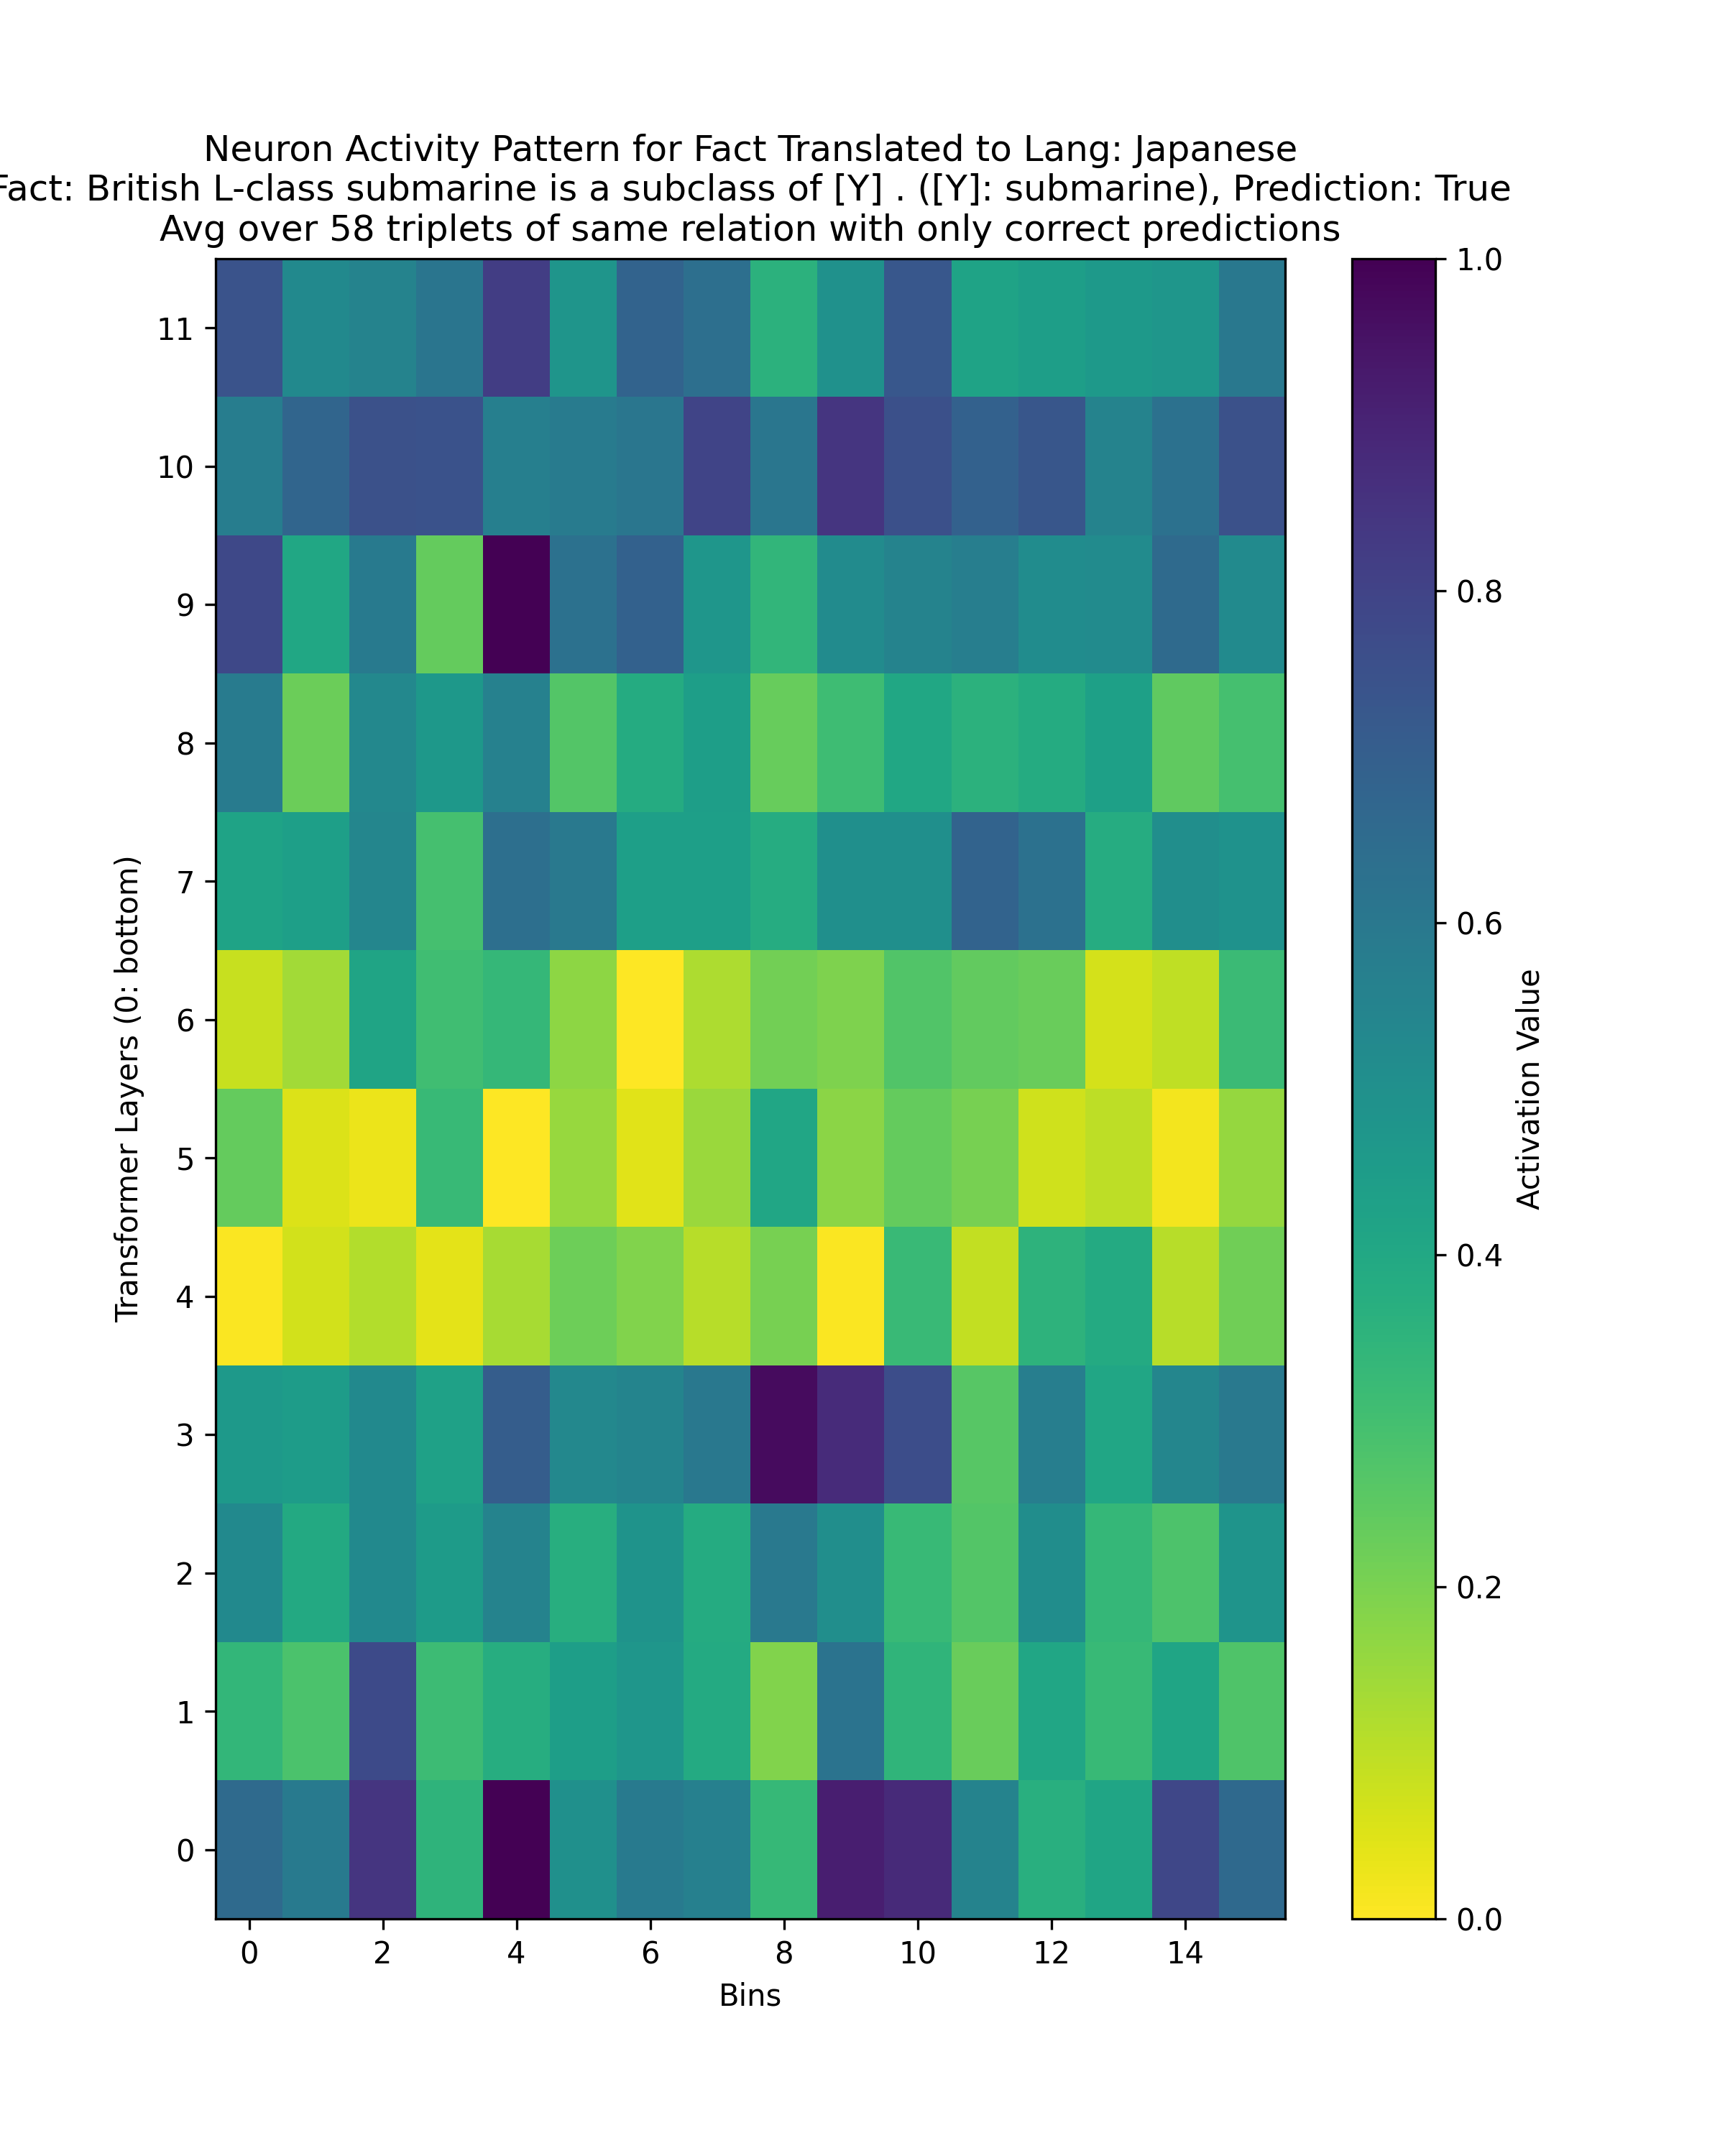 Neuron Activity Pattern for Fact Translated to Lang: Japanese
Fact: British L-class submarine is a subclass of [Y] . ([Y]: submarine), Prediction: True
Avg over 58 triplets of same relation with only correct predictions
11
10
9
8
7
6
5
4
3
2
1
0
Transformer Layers (0: bottom)
0 2 4 6 8 10 12 14
Bins
1.0
0.8
0.6
0.4
0.2
0.0
Activation Value